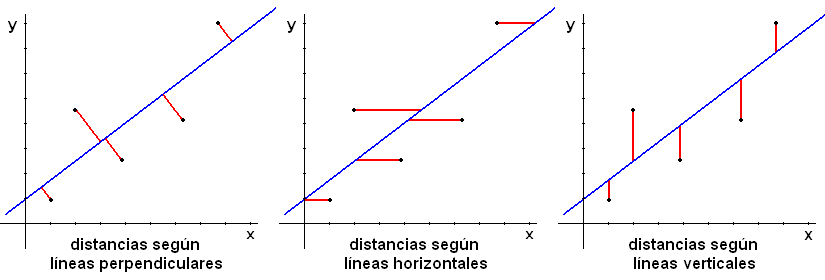 y
x
distancias según
líneas perpendiculares
y
x
distancias según
líneas horizontales
y
x
distancias según
líneas verticales